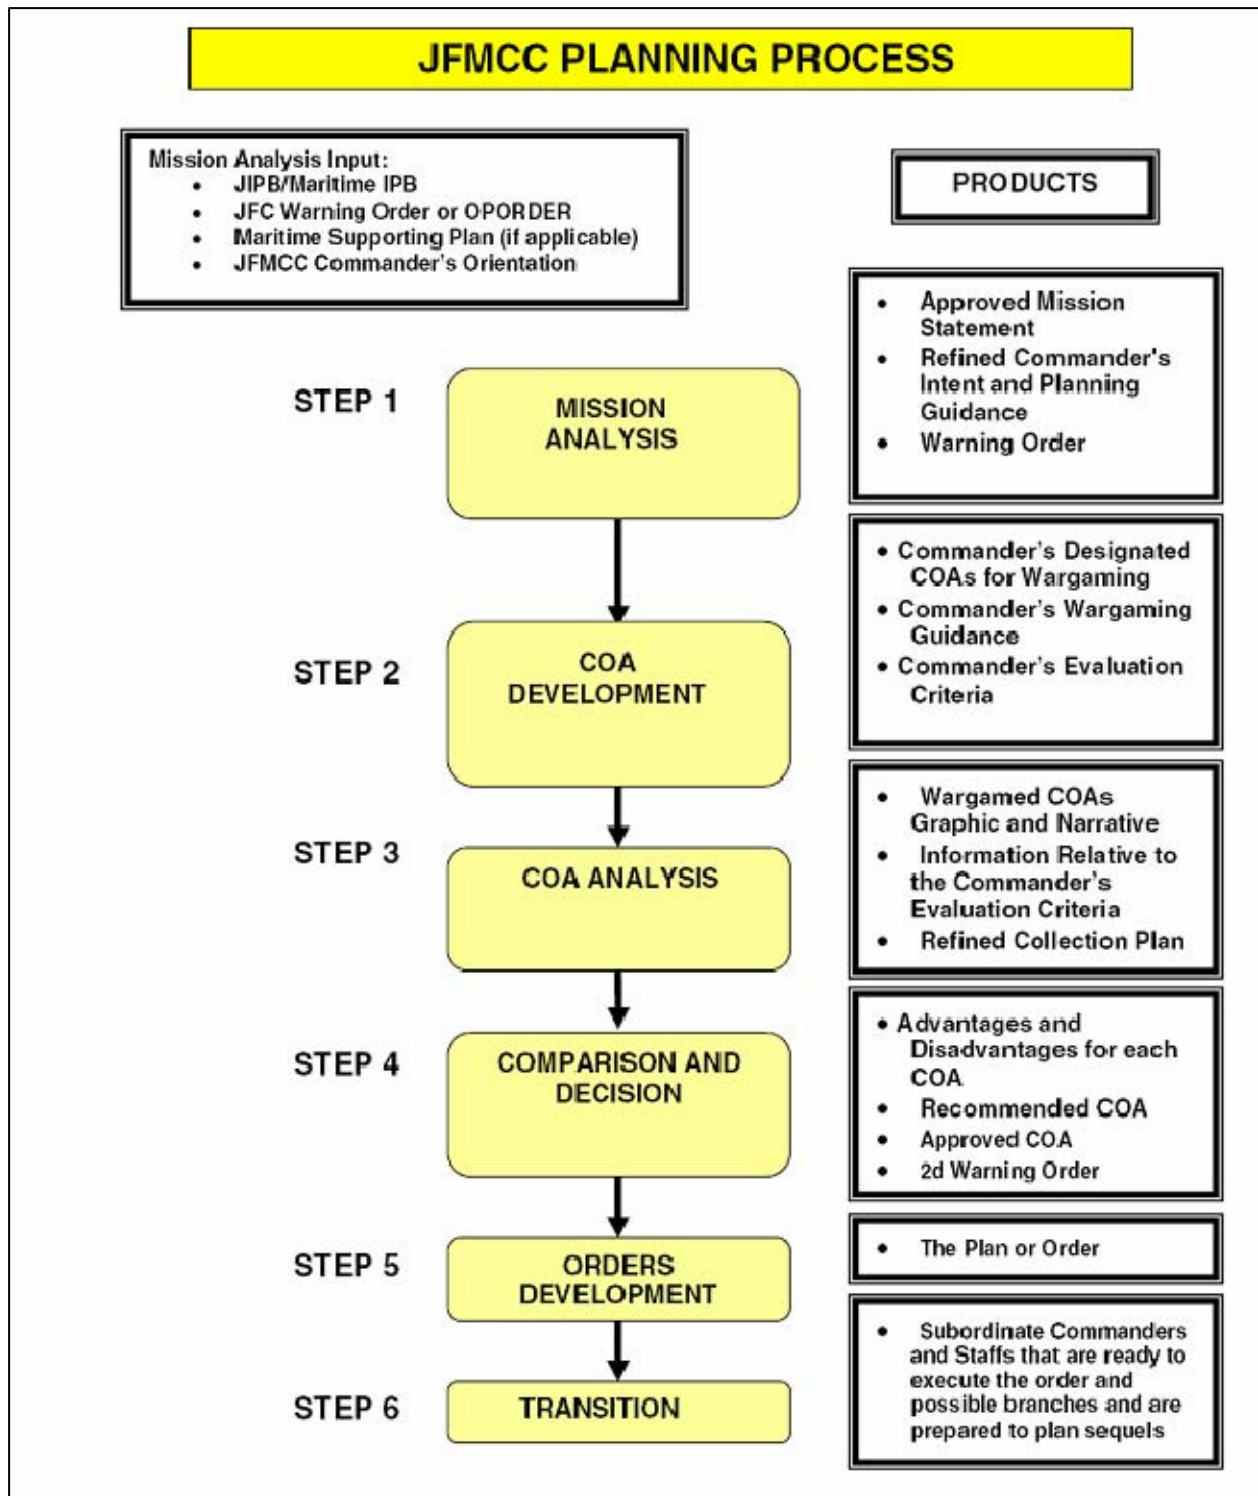 JFMCC PLANNING PROCESS
Mission Analysis Input:
• JIPB/Maritime IPB
• JFC Warning Order or OPORDER
• Maritime Supporting Plan (if applicable)
• JFMCC Commander's Orientation
PRODUCTS
STEP 1
MISSION
ANALYSIS
• Approved Mission
Statement
• Refined Commander's
Intent and Planning
Guidance
• Warning Order
STEP 2
COA
DEVELOPMENT
• Commander's Designated
COAs for Wargaming
• Commander's Wargaming
Guidance
• Commander's Evaluation
Criteria
STEP 3
COA ANALYSIS
• Wargamed COAs
Graphic and Narrative
• Information Relative to
the Commander's
Evaluation Criteria
• Refined Collection Plan
STEP 4
COMPARISON AND
DECISION
• Advantages and
Disadvantages for each
COA
• Recommended COA
• Approved COA
• 2d Warning Order
STEP 5
ORDERS
DEVELOPMENT
• The Plan or Order
STEP 6
TRANSITION
• Subordinate Commanders
and Staffs that are ready to
execute the order and
possible branches and are
prepared to plan sequels